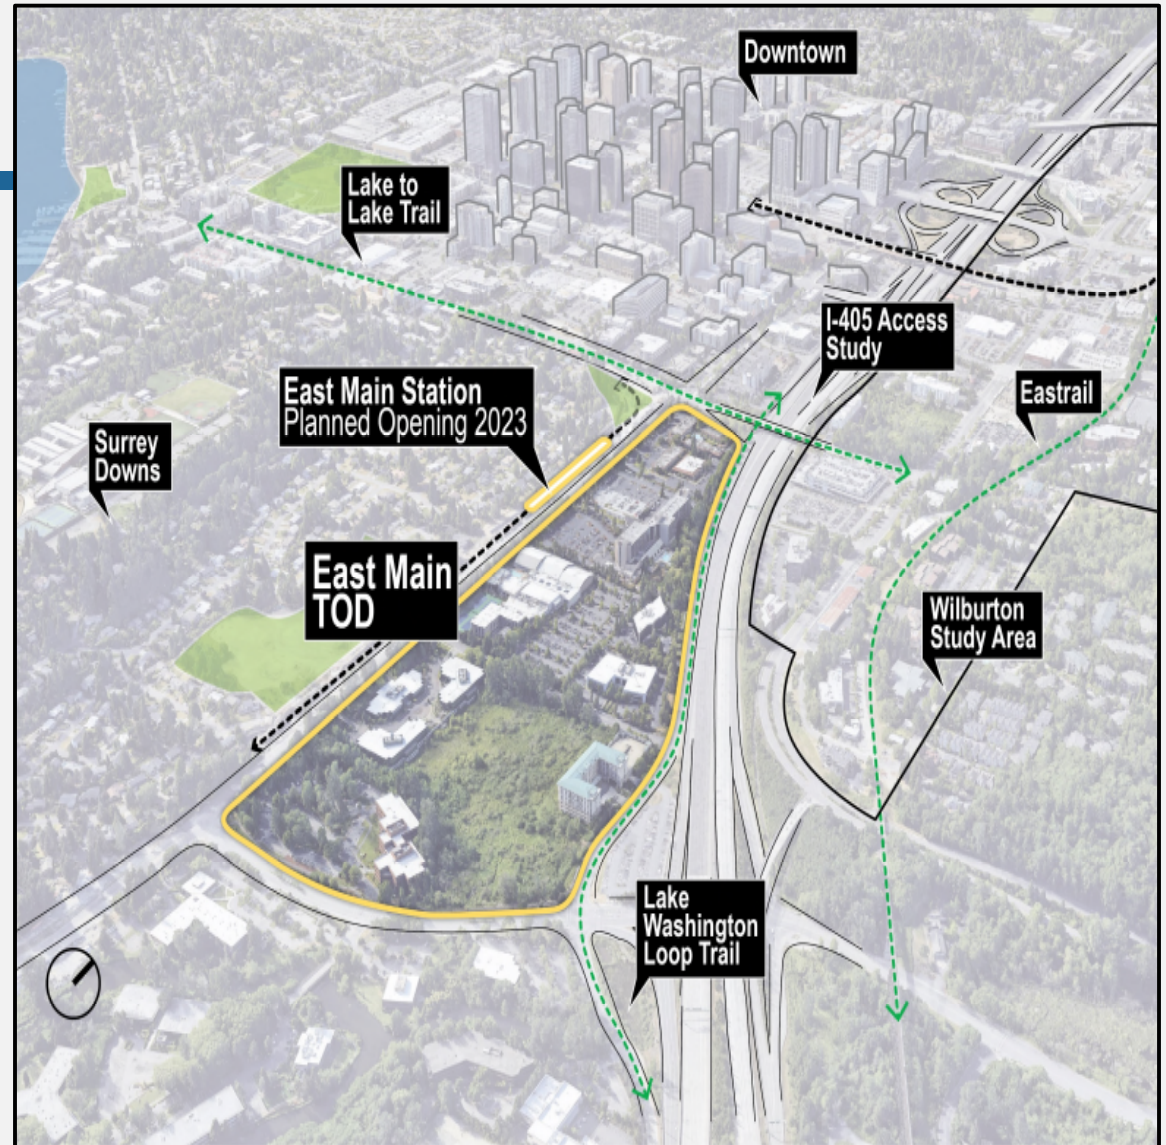 Downtown
Lake to
Lake Trail
I-405 Access
Study
East Main Station
Planned Opening 2023
Eastrail
Surrey
Downs
East Main
TOD
Wilburton
Study Area
Lake
Washington
Loop Trail